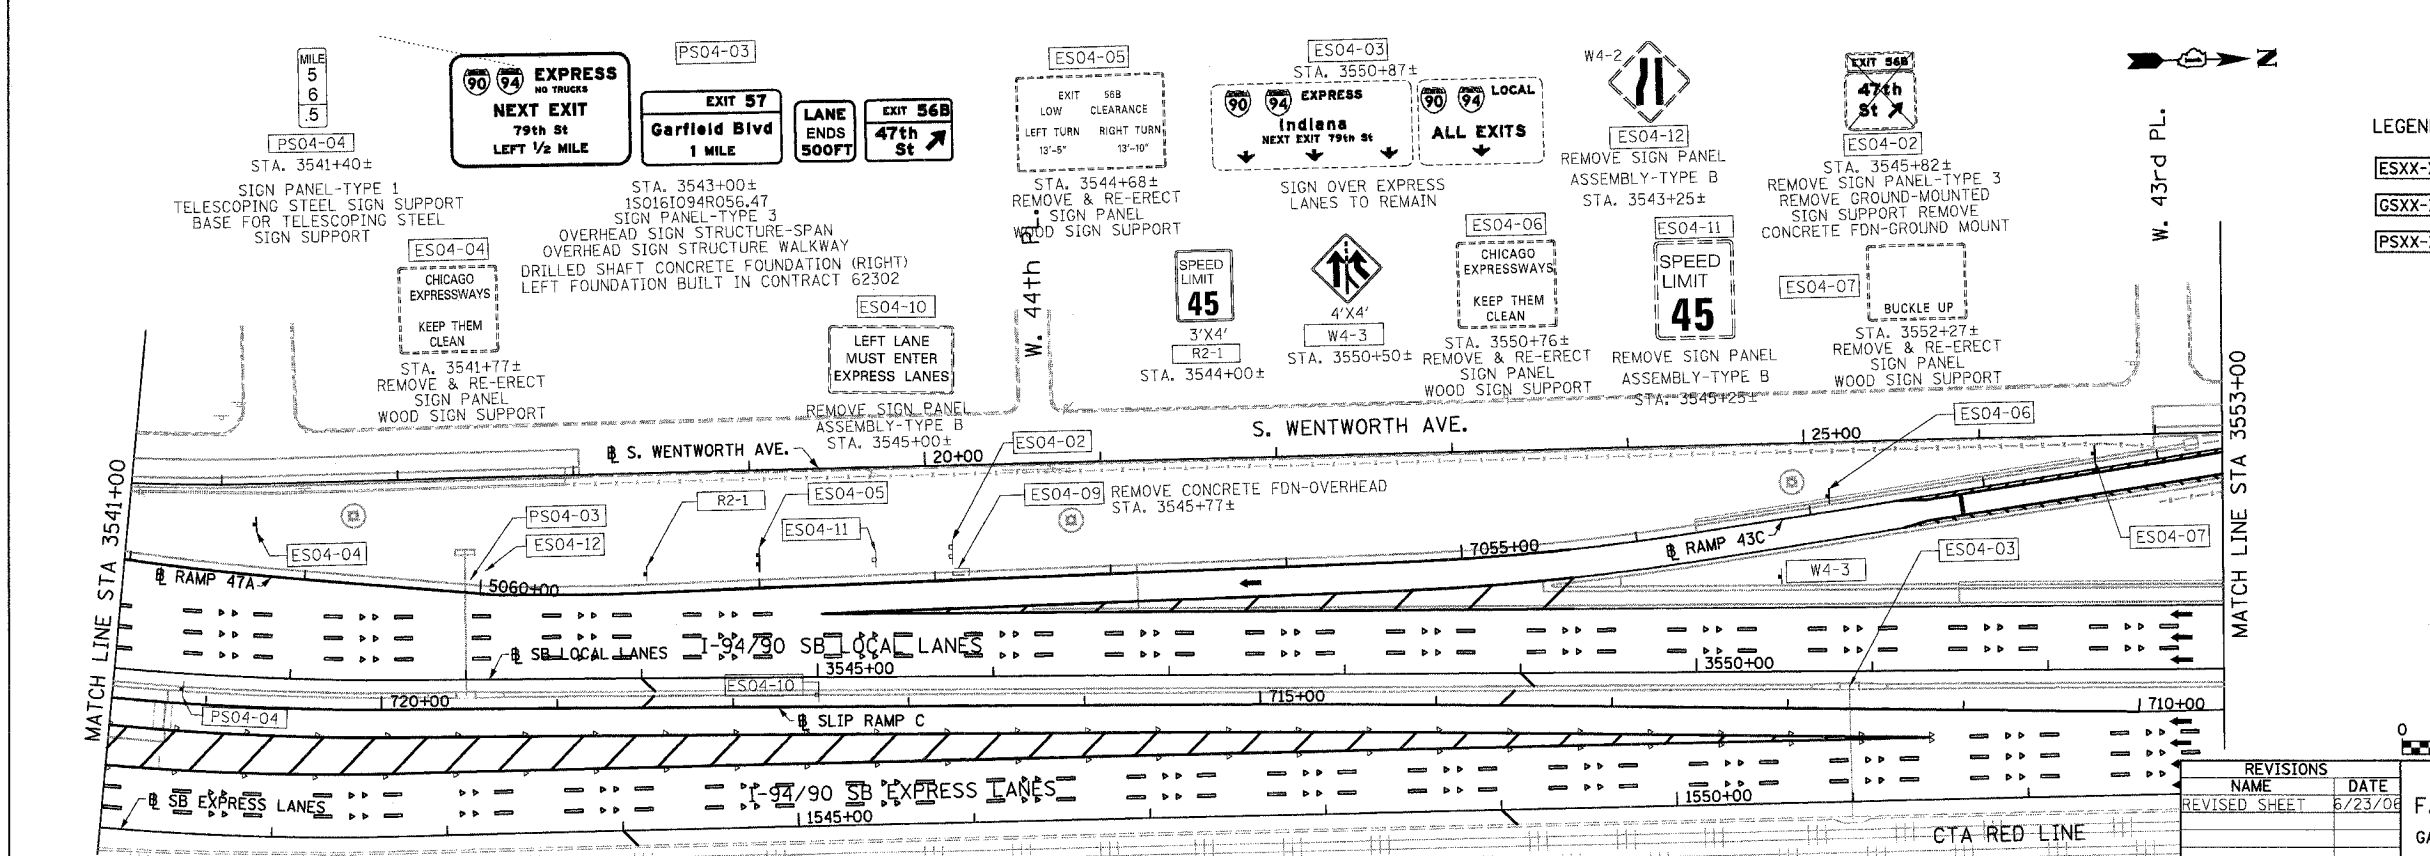 MILE
5
6
.5
PS04-04
STA. 3541+40±
SIGN PANEL-TYPE 1
TELESCOPING STEEL SIGN SUPPORT
BASE FOR TELESCOPING STEEL
SIGN SUPPORT
90 94 EXPRESS
NO TRUCKS
NEXT EXIT
79th St
LEFT 1/2 MILE
PS04-03
EXIT 57
Garfield Blvd
1 MILE
LANE
ENDS
500FT
EXIT 56B
47th
St
STA. 3543+00±
1S016I094R056.47
SIGN PANEL-TYPE 3
OVERHEAD SIGN STRUCTURE-SPAN
OVERHEAD SIGN STRUCTURE WALKWAY
DRILLED SHAFT CONCRETE FOUNDATION (RIGHT)
LEFT FOUNDATION BUILT IN CONTRACT 62302
ES04-04
CHICAGO
EXPRESSWAYS
KEEP THEM
CLEAN
STA. 3541+77±
REMOVE & RE-ERECT
SIGN PANEL
WOOD SIGN SUPPORT
ES04-10
LEFT LANE
MUST ENTER
EXPRESS LANES
REMOVE SIGN PANEL
ASSEMBLY-TYPE B
STA. 3545+00±
ES04-05
EXIT 56B
LOW CLEARANCE
LEFT TURN RIGHT TURN
13'-5" 13'-10"
STA. 3544+68±
REMOVE & RE-ERECT
SIGN PANEL
WOOD SIGN SUPPORT
W. 44th PL.
ES04-03
STA. 3550+87±
90 94 EXPRESS
Indiana
NEXT EXIT 79th St
90 94 LOCAL
ALL EXITS
SIGN OVER EXPRESS
LANES TO REMAIN
SPEED
LIMIT
45
3'X4'
R2-1
STA. 3544+00±
4'X4'
W4-3
STA. 3550+50±
ES04-06
CHICAGO
EXPRESSWAYS
KEEP THEM
CLEAN
STA. 3550+76±
REMOVE & RE-ERECT
SIGN PANEL
WOOD SIGN SUPPORT
W4-2
ES04-12
REMOVE SIGN PANEL
ASSEMBLY-TYPE B
STA. 3543+25±
ES04-11
SPEED
LIMIT
45
REMOVE SIGN PANEL
ASSEMBLY-TYPE B
STA. 3545+25±
EXIT 56B
47th
St
ES04-02
STA. 3545+82±
REMOVE SIGN PANEL-TYPE 3
REMOVE GROUND-MOUNTED
SIGN SUPPORT REMOVE
CONCRETE FDN-GROUND MOUNT
ES04-07
BUCKLE UP
STA. 3552+27±
REMOVE & RE-ERECT
SIGN PANEL
WOOD SIGN SUPPORT
W. 43rd PL.
N
LEGEN
ESXX-
GSXX-
PSXX-
S. WENTWORTH AVE.
℄ S. WENTWORTH AVE.
20+00
25+00
ES04-02
ES04-06
MATCH LINE STA 3541+00
MATCH LINE STA 3553+00
PS04-03
ES04-12
R2-1
ES04-05
ES04-11
ES04-09
REMOVE CONCRETE FDN-OVERHEAD
STA. 3545+77±
ES04-04
ES04-07
ES04-03
W4-3
℄ RAMP 47A
5060+00
7055+00
℄ RAMP 43C
℄ SB LOCAL LANES
I-94/90 SB LOCAL LANES
3545+00
3550+00
ES04-10
PS04-04
720+00
715+00
710+00
℄ SLIP RAMP C
℄ SB EXPRESS LANES
I-94/90 SB EXPRESS LANES
1545+00
1550+00
CTA RED LINE
0
REVISIONS
NAME DATE
REVISED SHEET 6/23/06
F.
GA